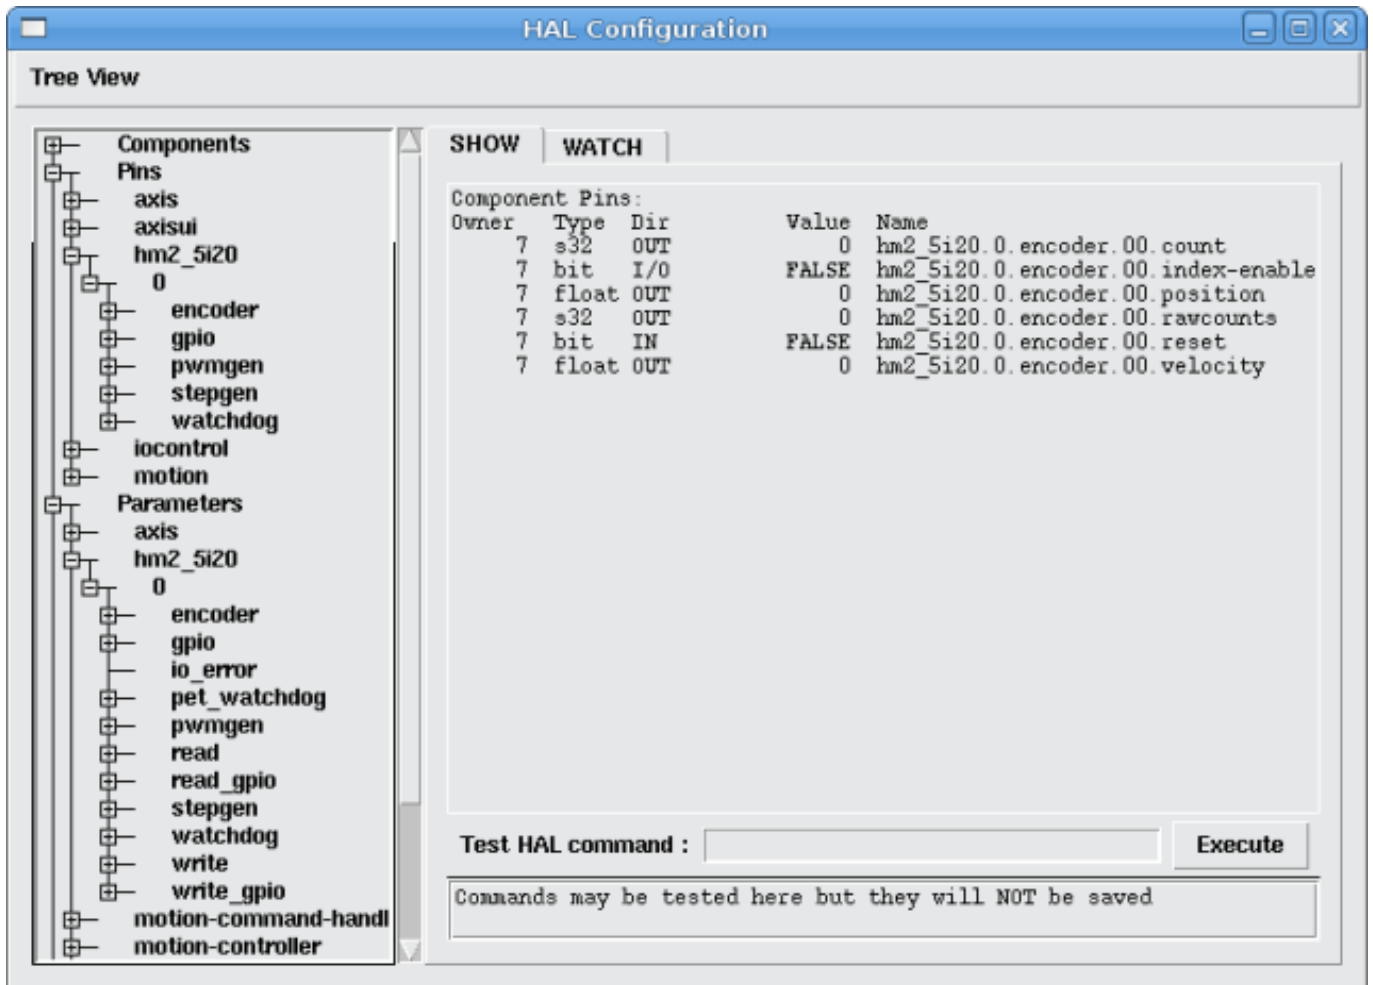 HAL Configuration
Tree View
Components
Pins
axis
axisui
hm2_5i20
0
encoder
gpio
pwmgen
stepgen
watchdog
iocontrol
motion
Parameters
axis
hm2_5i20
0
encoder
gpio
io_error
pet_watchdog
pwmgen
read
read_gpio
stepgen
watchdog
write
write_gpio
motion-command-handl
motion-controller
SHOW WATCH
Component Pins:
Owner Type Dir Value Name
7 s32 OUT 0 hm2_5i20.0.encoder.00.count
7 bit I/O FALSE hm2_5i20.0.encoder.00.index-enable
7 float OUT 0 hm2_5i20.0.encoder.00.position
7 s32 OUT 0 hm2_5i20.0.encoder.00.rawcounts
7 bit IN FALSE hm2_5i20.0.encoder.00.reset
7 float OUT 0 hm2_5i20.0.encoder.00.velocity
Test HAL command : Execute
Commands may be tested here but they will NOT be saved